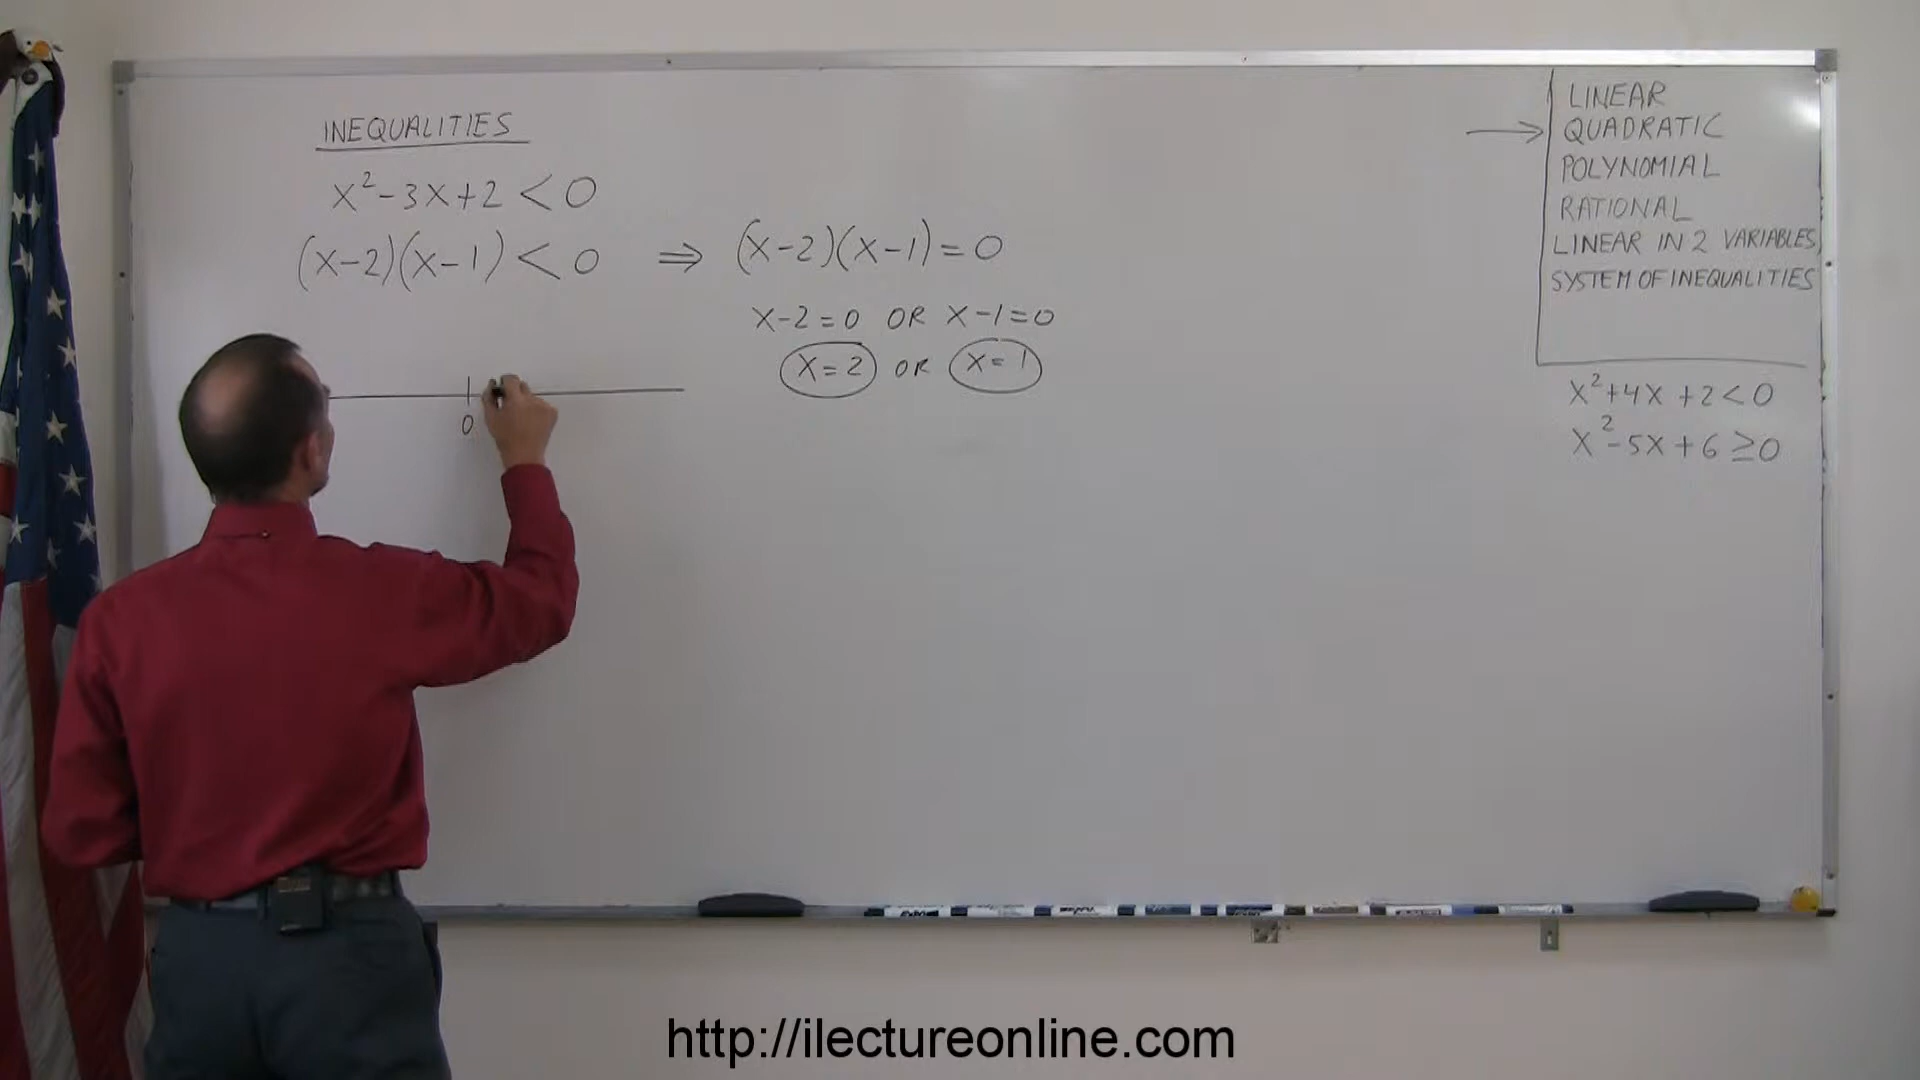 INEQUALITIES
x²-3x+2<0
(x-2)(x-1)<0 ⇒ (x-2)(x-1)=0
x-2=0 OR x-1=0
x=2 OR x=1
0
LINEAR
QUADRATIC
POLYNOMIAL
RATIONAL
LINEAR IN 2 VARIABLES
SYSTEM OF INEQUALITIES
x²+4x+2<0
x²-5x+6≥0
http://ilectureonline.com